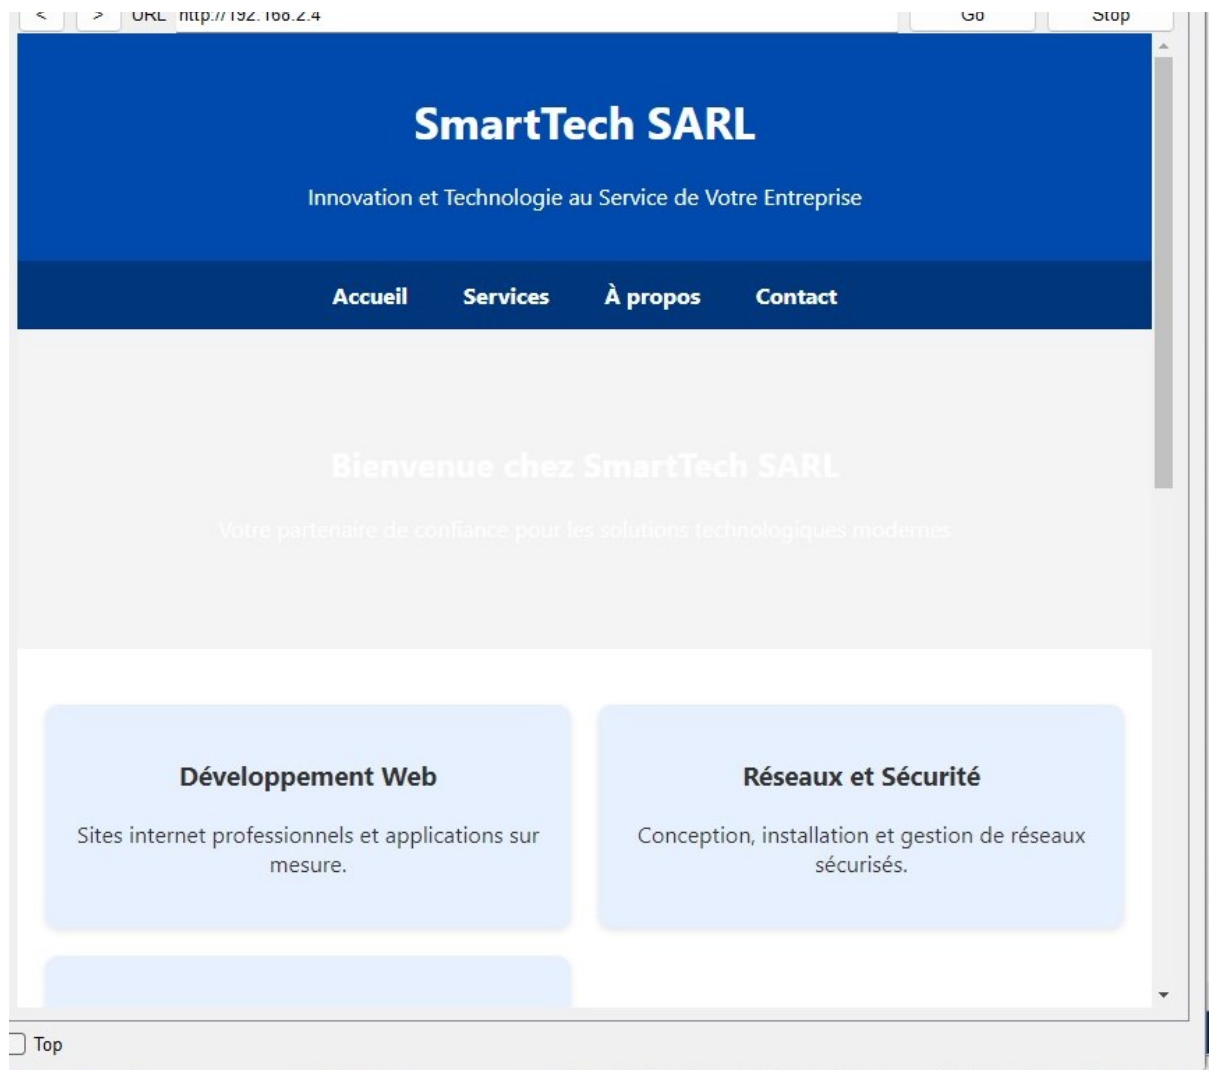 < > URL http://192.168.2.4 Go Stop
SmartTech SARL
Innovation et Technologie au Service de Votre Entreprise
Accueil Services À propos Contact
Bienvenue chez SmartTech SARL
Votre partenaire de confiance pour les solutions technologiques modernes
Développement Web
Sites internet professionnels et applications sur
mesure.
Réseaux et Sécurité
Conception, installation et gestion de réseaux
sécurisés.
Top